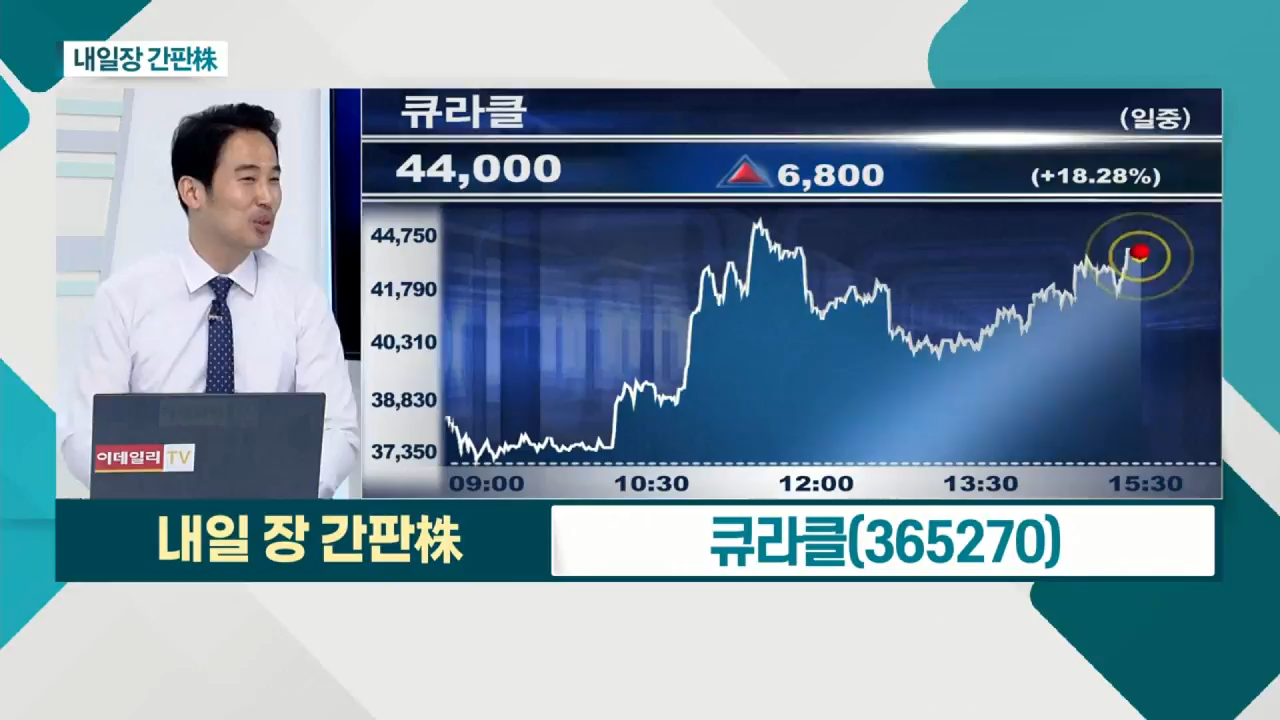 내일장 간판株
큐라클
(일중)
44,000 ▲ 6,800 (+18.28%)
44,750
41,790
40,310
38,830
37,350
09:00 10:30 12:00 13:30 15:30
이데일리TV
내일 장 간판株
큐라클(365270)